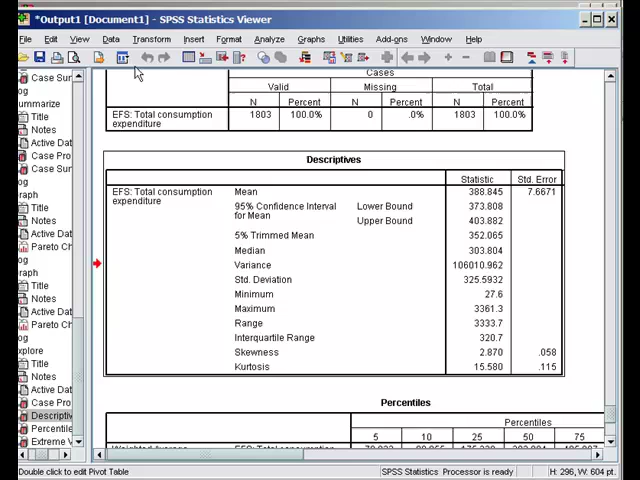 *Output1 [Document1] - SPSS Statistics Viewer
File Edit View Data Transform Insert Format Analyze Graphs Utilities Add-ons Window Help
Case Sum
og
ummarize
Title
Notes
Active Dat
Case Pro
Case Sum
og
raph
Title
Notes
Active Dat
Pareto Ch
og
raph
Title
Notes
Active Dat
Pareto Ch
og
xplore
Title
Notes
Active Dat
Case Pro
Descriptiv
Percentile
Extreme V
Cases
Valid Missing Total
N Percent N Percent N Percent
EFS: Total consumption expenditure 1803 100.0% 0 .0% 1803 100.0%
Descriptives
Statistic Std. Error
EFS: Total consumption expenditure Mean 388.845 7.6671
95% Confidence Interval for Mean Lower Bound 373.808
Upper Bound 403.882
5% Trimmed Mean 352.065
Median 303.804
Variance 106010.962
Std. Deviation 325.5932
Minimum 27.6
Maximum 3361.3
Range 3333.7
Interquartile Range 320.7
Skewness 2.870 .058
Kurtosis 15.580 .115
Percentiles
Percentiles
5 10 25 50 75
Double click to edit Pivot Table SPSS Statistics Processor is ready H: 296, W: 604 pt.